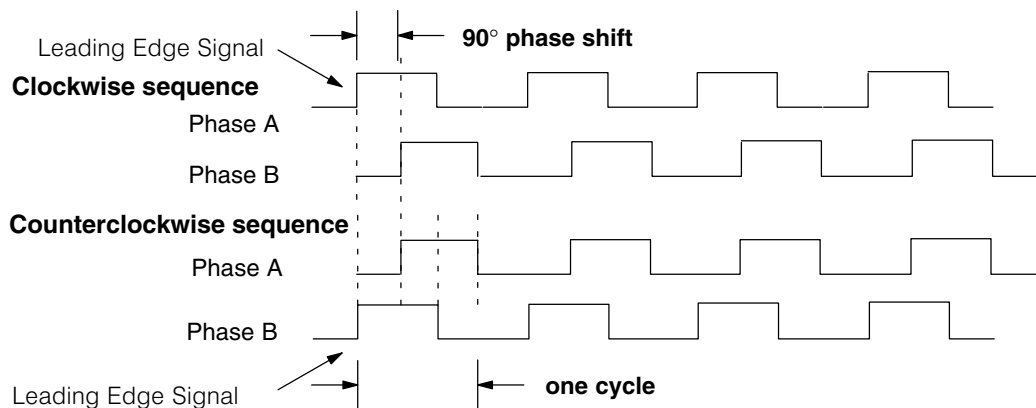 90° phase shift
Leading Edge Signal
Clockwise sequence
Phase A
Phase B
Counterclockwise sequence
Phase A
Phase B
one cycle
Leading Edge Signal